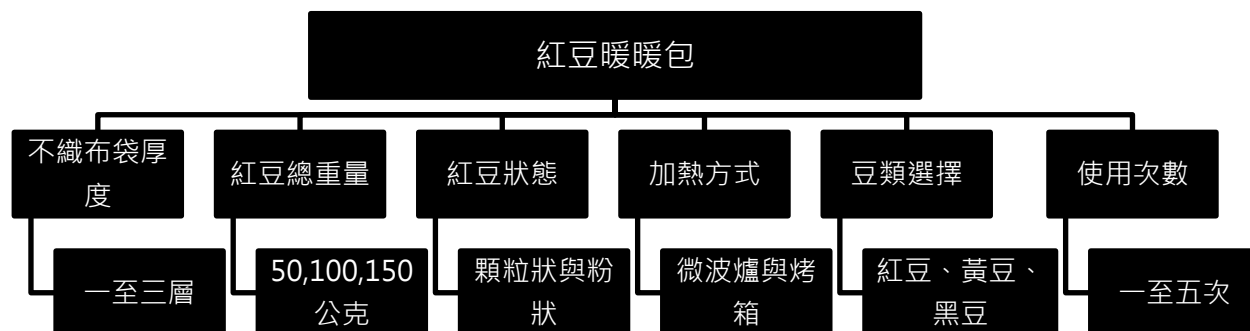 紅豆暖暖包
不織布袋厚
度
紅豆總重量
紅豆狀態
加熱方式
豆類選擇
使用次數
一至三層
50,100,150
公克
顆粒狀與粉
狀
微波爐與烤
箱
紅豆、黃豆、
黑豆
一至五次